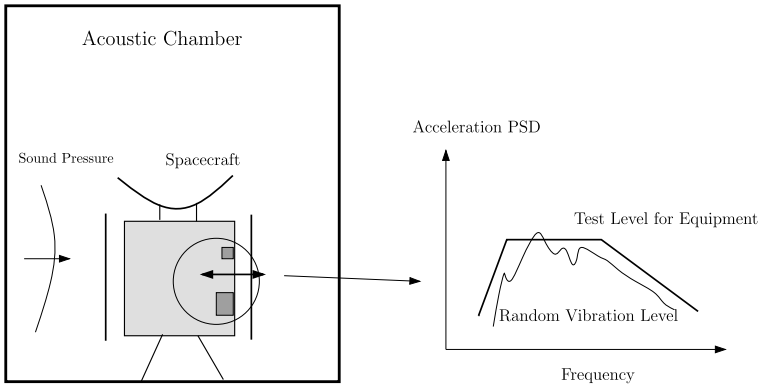 Acoustic Chamber
Sound Pressure
Spacecraft
Acceleration PSD
Test Level for Equipment
Random Vibration Level
Frequency